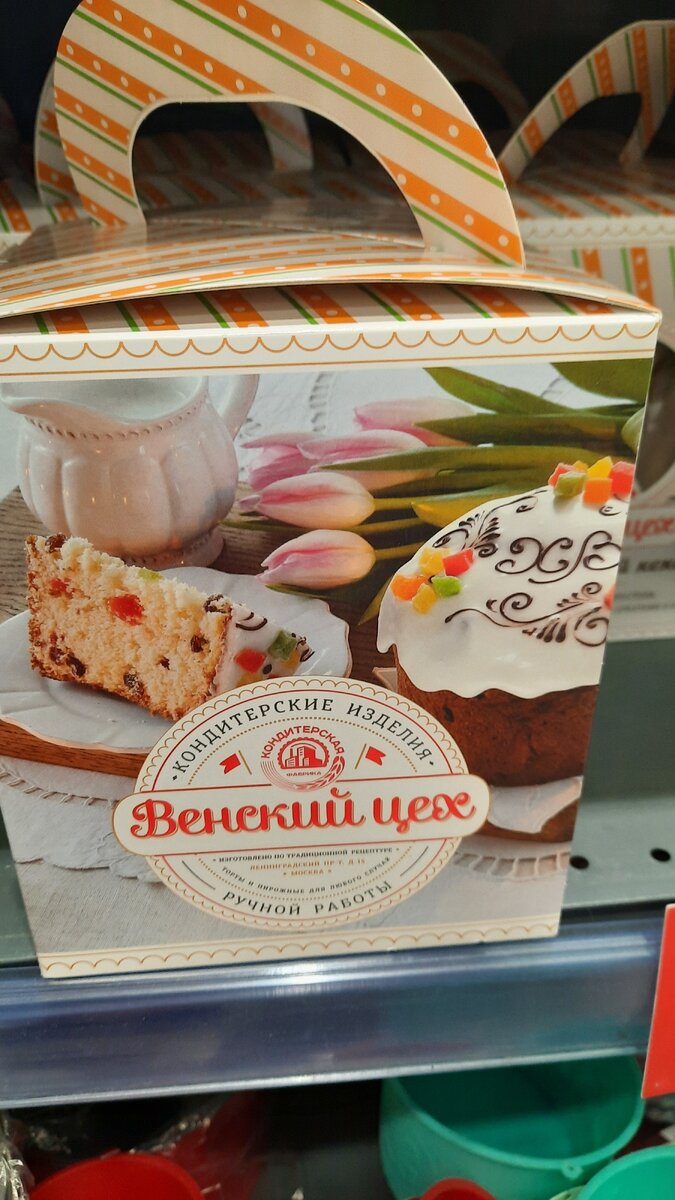 ХВ
КОНДИТЕРСКИЕ ИЗДЕЛИЯ
КОНДИТЕРСКАЯ
ФАБРИКА
Венский цех
ИЗГОТОВЛЕНО ПО ТРАДИЦИОННОЙ РЕЦЕПТУРЕ
ЛЕНИНГРАДСКИЙ ПР-Т, Д.15
МОСКВА
ТОРТЫ И ПИРОЖНЫЕ ДЛЯ ЛЮБОГО СЛУЧАЯ
РУЧНОЙ РАБОТЫ
цех